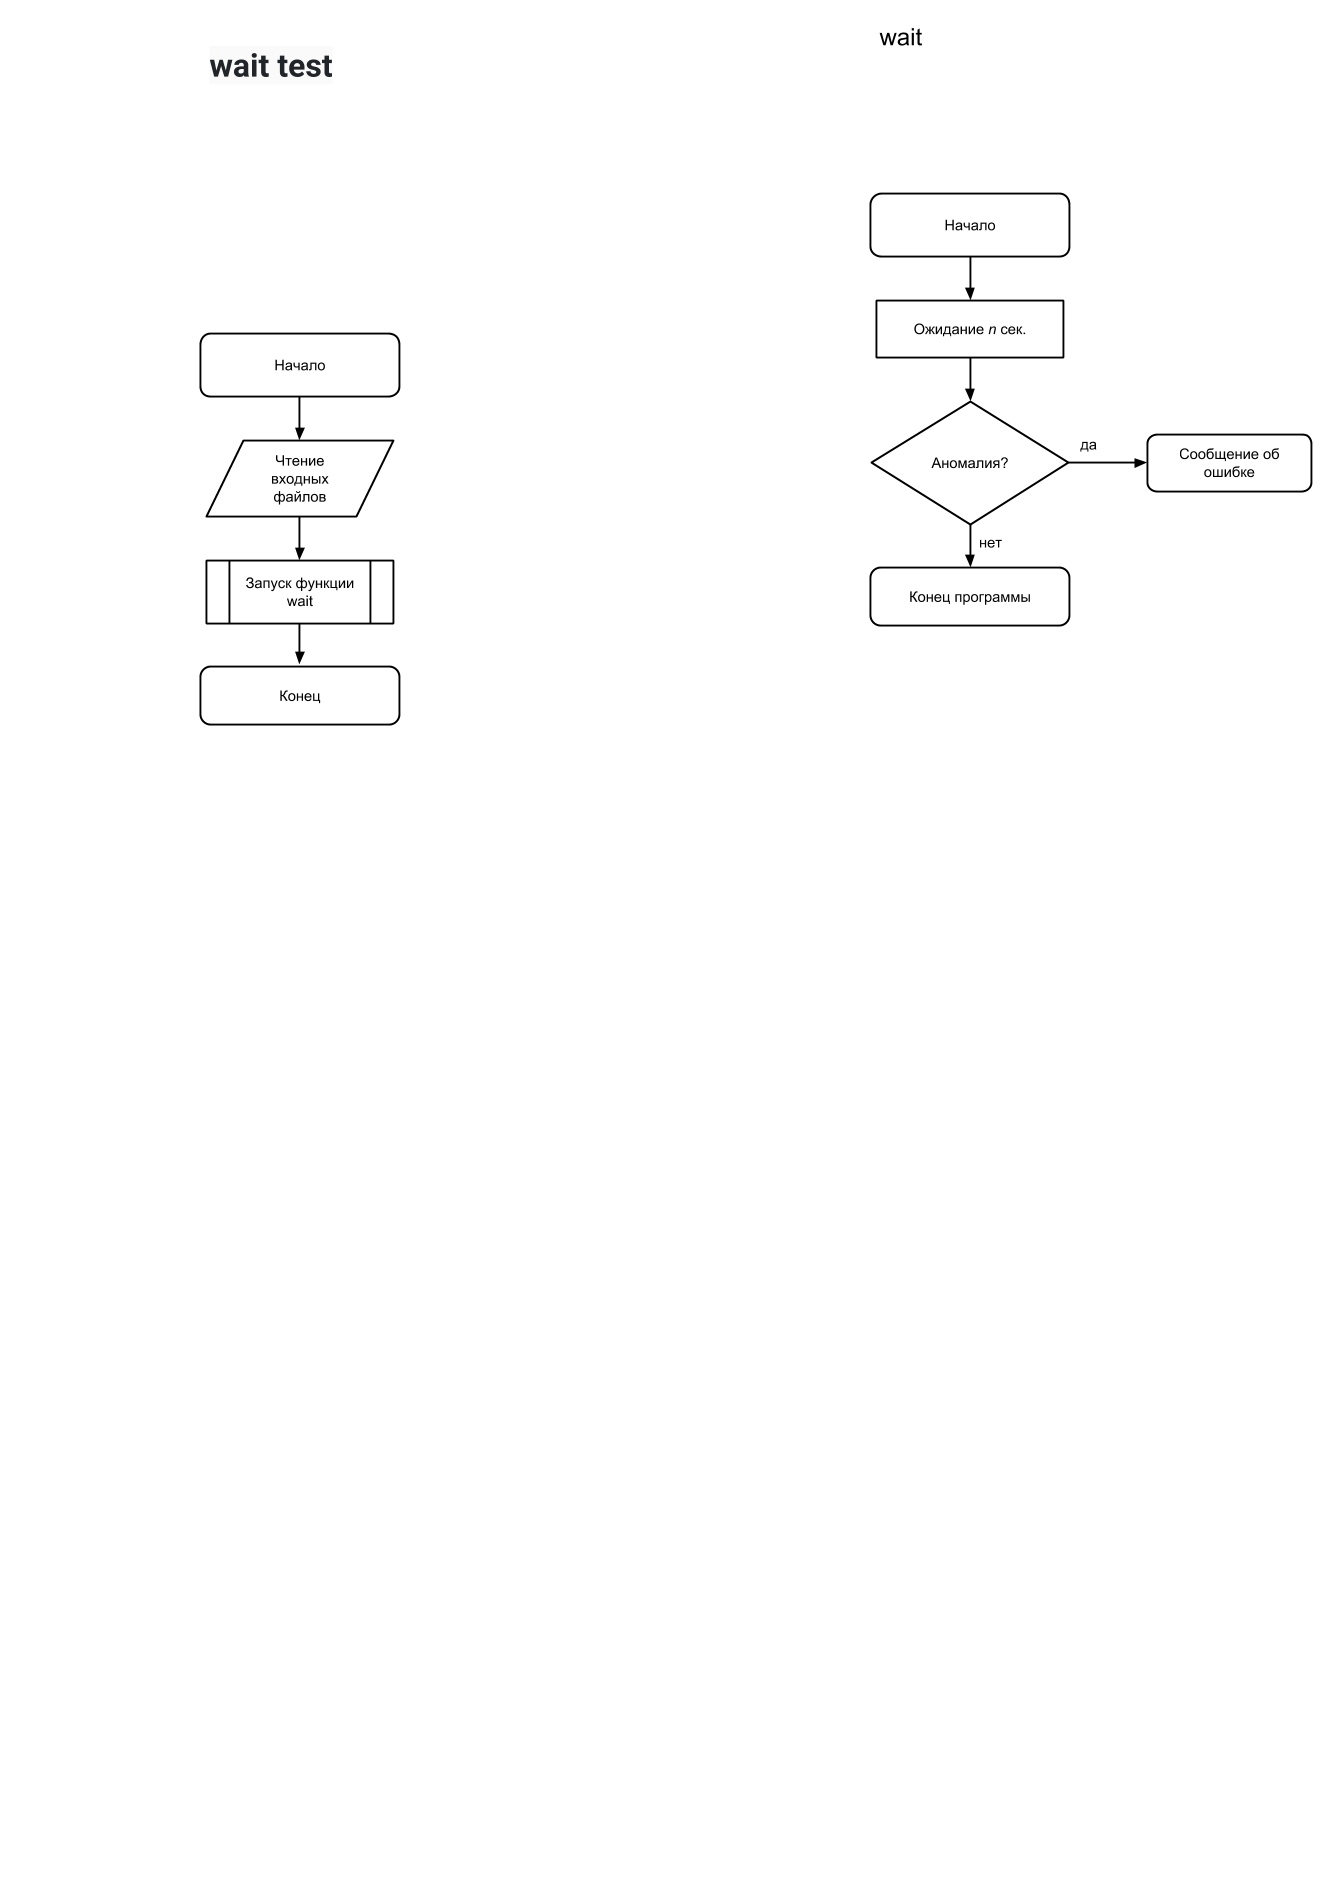 wait test
Начало
Чтение
входных
файлов
Запуск функции
wait
Конец
wait
Начало
Ожидание n сек.
Аномалия?
да
Сообщение об
ошибке
нет
Конец программы